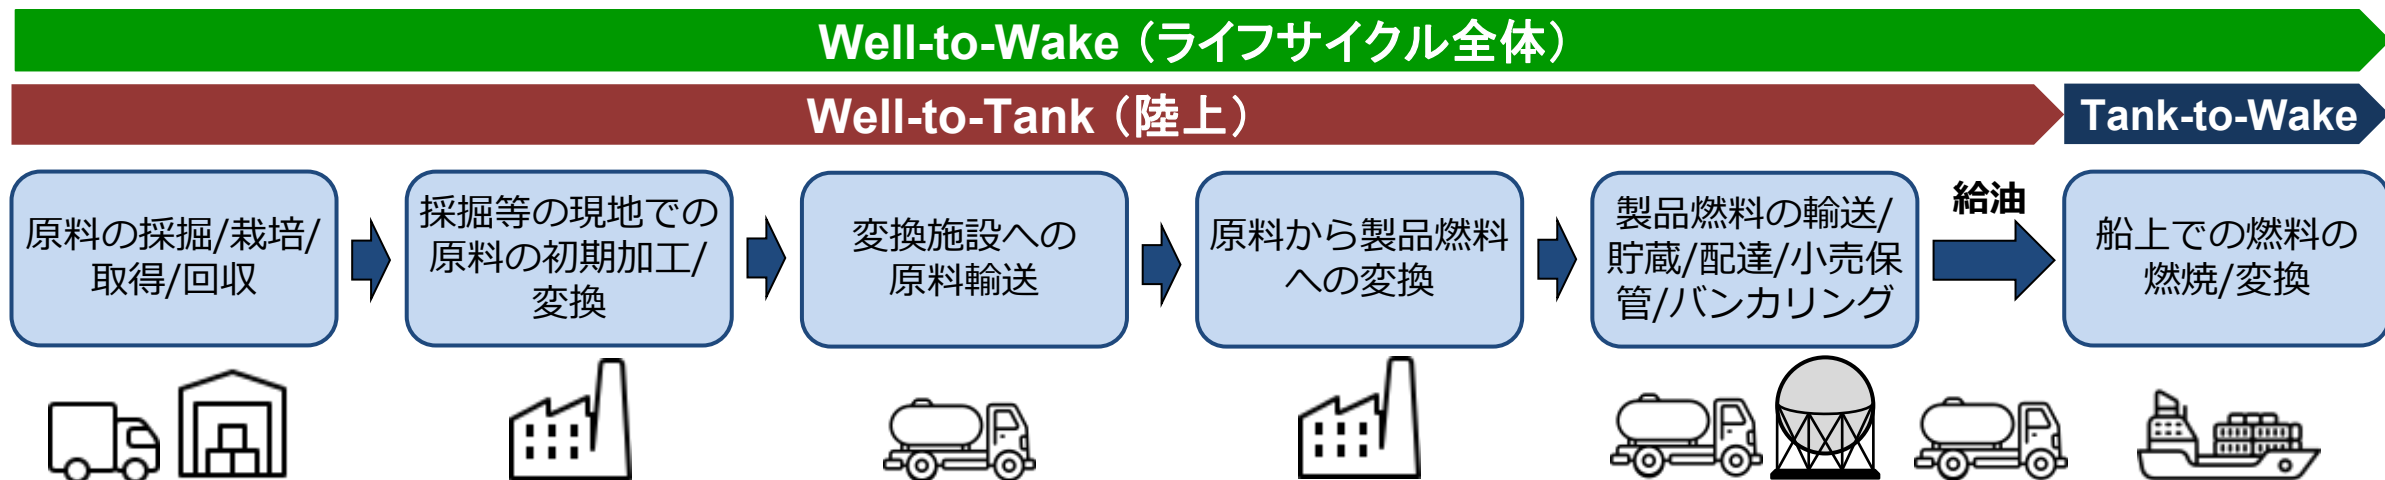 Well-to-Wake（ライフサイクル全体）
Well-to-Tank（陸上）
Tank-to-Wake
原料の採掘/栽培/
取得/回収
採掘等の現地での
原料の初期加工/
変換
変換施設への
原料輸送
原料から製品燃料
への変換
製品燃料の輸送/
貯蔵/配達/小売保
管/バンカリング
給油
船上での燃料の
燃焼/変換